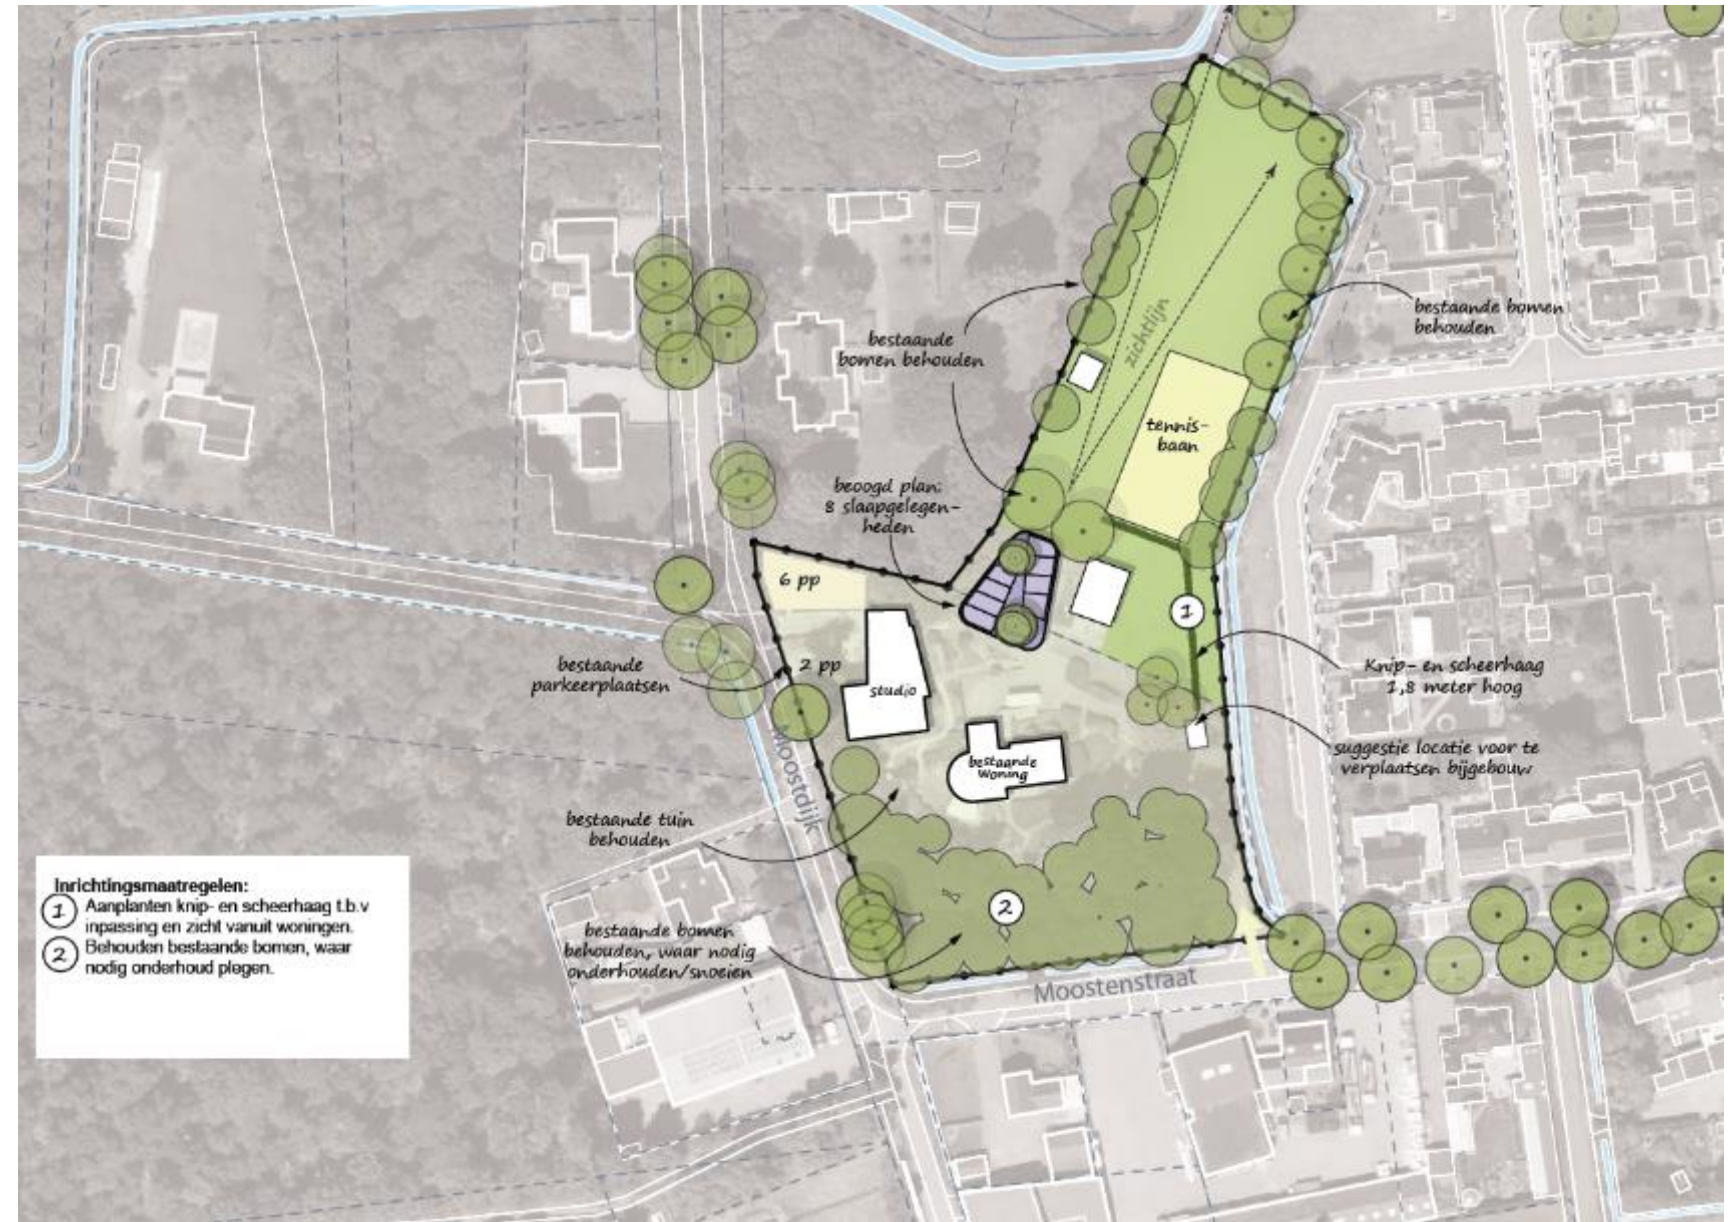 zichtlijn
bestaande bomen
behouden
bestaande
bomen behouden
tennis-
baan
beoogd plan:
8 slaapgelegen-
heden
6 pp
1
2 pp
bestaande
parkeerplaatsen
studio
Knip- en scheerhaag
1,8 meter hoog
bestaande
woning
suggestie locatie voor te
verplaatsen bijgebouw
Moostdijk
bestaande tuin
behouden
2
bestaande bomen
behouden, waar nodig
onderhouden/snoeien
Moostenstraat
Inrichtingsmaatregelen:
1 Aanplanten knip- en scheerhaag t.b.v
inpassing en zicht vanuit woningen.
2 Behouden bestaande bomen, waar
nodig onderhoud plegen.